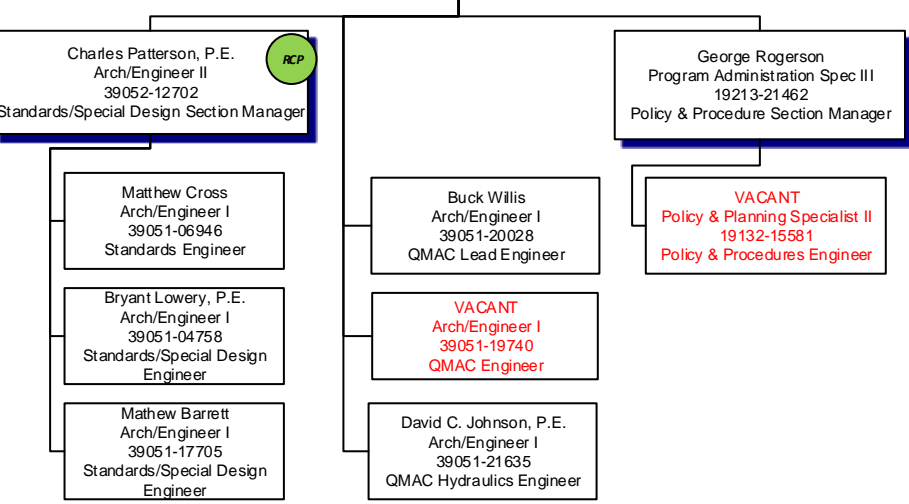 Charles Patterson, P.E.
Arch/Engineer II
39052-12702
Standards/Special Design Section Manager
RCP
George Rogerson
Program Administration Spec III
19213-21462
Policy & Procedure Section Manager
Matthew Cross
Arch/Engineer I
39051-06946
Standards Engineer
Bryant Lowery, P.E.
Arch/Engineer I
39051-04758
Standards/Special Design
Engineer
Mathew Barrett
Arch/Engineer I
39051-17705
Standards/Special Design
Engineer
Buck Willis
Arch/Engineer I
39051-20028
QMAC Lead Engineer
VACANT
Arch/Engineer I
39051-19740
QMAC Engineer
David C. Johnson, P.E.
Arch/Engineer I
39051-21635
QMAC Hydraulics Engineer
VACANT
Policy & Planning Specialist II
19132-15581
Policy & Procedures Engineer